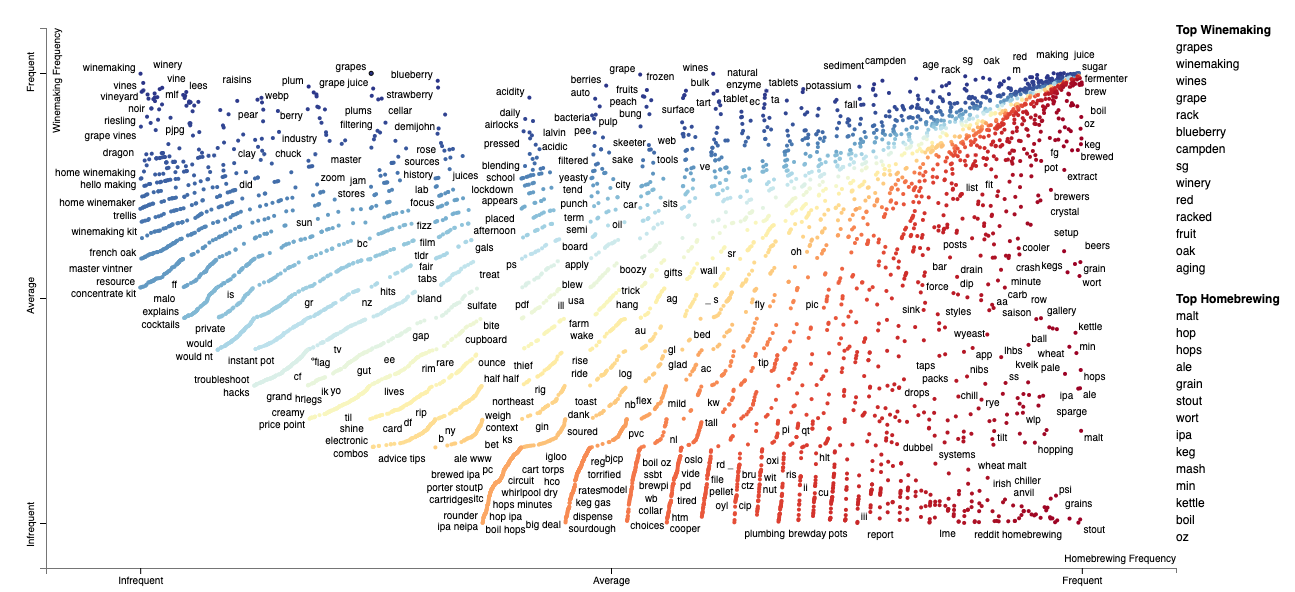 Winemaking Frequency
Frequent
Average
Infrequent
winemaking winery
vines vine lees raisins plum grapes grape juice blueberry
vineyard mlf webp strawberry
noir plums cellar
riesling pear berry filtering demijohn
grape vines pjpg industry
dragon clay chuck master rose
home winemaking zoom jam sources
hello making did stores history juices
home winemaker lab
trellis sun focus
winemaking kit fizz
french oak bc film gals
master vintner tldr
resource ff fair treat ps
concentrate kit tabs
malo is gr nz hits bland sulfate pdf
explains
cocktails
private tv gap bite
would cupboard
would nt instant pot °flag ee rare ounce thief
troubleshoot cf gut rim half half
hacks grand hriegs ik yo lives northeast rig
creamy
price point til card df rip weigh
shine context gin
electronic b ny ks
combos advice tips bet
acidity berries grape frozen wines natural
auto fruits bulk enzyme tablets potassium
daily peach surface tart tablet ec ta fall
airlocks bacteria pulp bung
lalvin pee
pressed acidic skeeter web
blending filtered sake tools ve
school yeasty
lockdown tend city
appears punch car sits
placed term
afternoon semi oil
board sr oh
apply boozy gifts wall
blew trick
ill usa hang ag _ s fly pic
farm au bed
wake
rise gl tip
ride log glad ac
toast nb flex mild kw
dank
soured pvc nl tall pi qt
sediment campden age rack sg oak red m making juice
sugar
fermenter
brew
boil
oz
keg
fg brewed
pot extract
list fit
brewers
crystal
setup
posts cooler beers
bar drain crash kegs grain
force dip minute wort
carb
sink styles aa row
saison gallery
wyeast kettle
ball
app lhbs wheat min
taps nibs kveik pale
packs ss hops
drops chill rye ipa ale
wlp sparge
dubbel tilt malt
systems hopping
wheat malt
irish chiller
anvil psi
grains
ale www igloo regbjcp boil oz oslo rd _ oxi hlt
brewed ipa pc cart torps torrified ssbt vide bru wit ris
porter stoutp circuit hco brewpi file ctz
cartridgesltc whirlpool dry ratesmodel wb pd pellet nut ii cu
hops minutes keg gas collar tired oyl cip
rounder hop ipa dispense htm iii
ipa neipa boil hops big deal sourdough choices cooper
plumbing brewday pots report lme reddit homebrewing stout
Homebrewing Frequency
Infrequent Average Frequent
Top Winemaking
grapes
winemaking
wines
grape
rack
blueberry
campden
sg
winery
red
racked
fruit
oak
aging
Top Homebrewing
malt
hop
hops
ale
grain
stout
wort
ipa
keg
mash
min
kettle
boil
oz